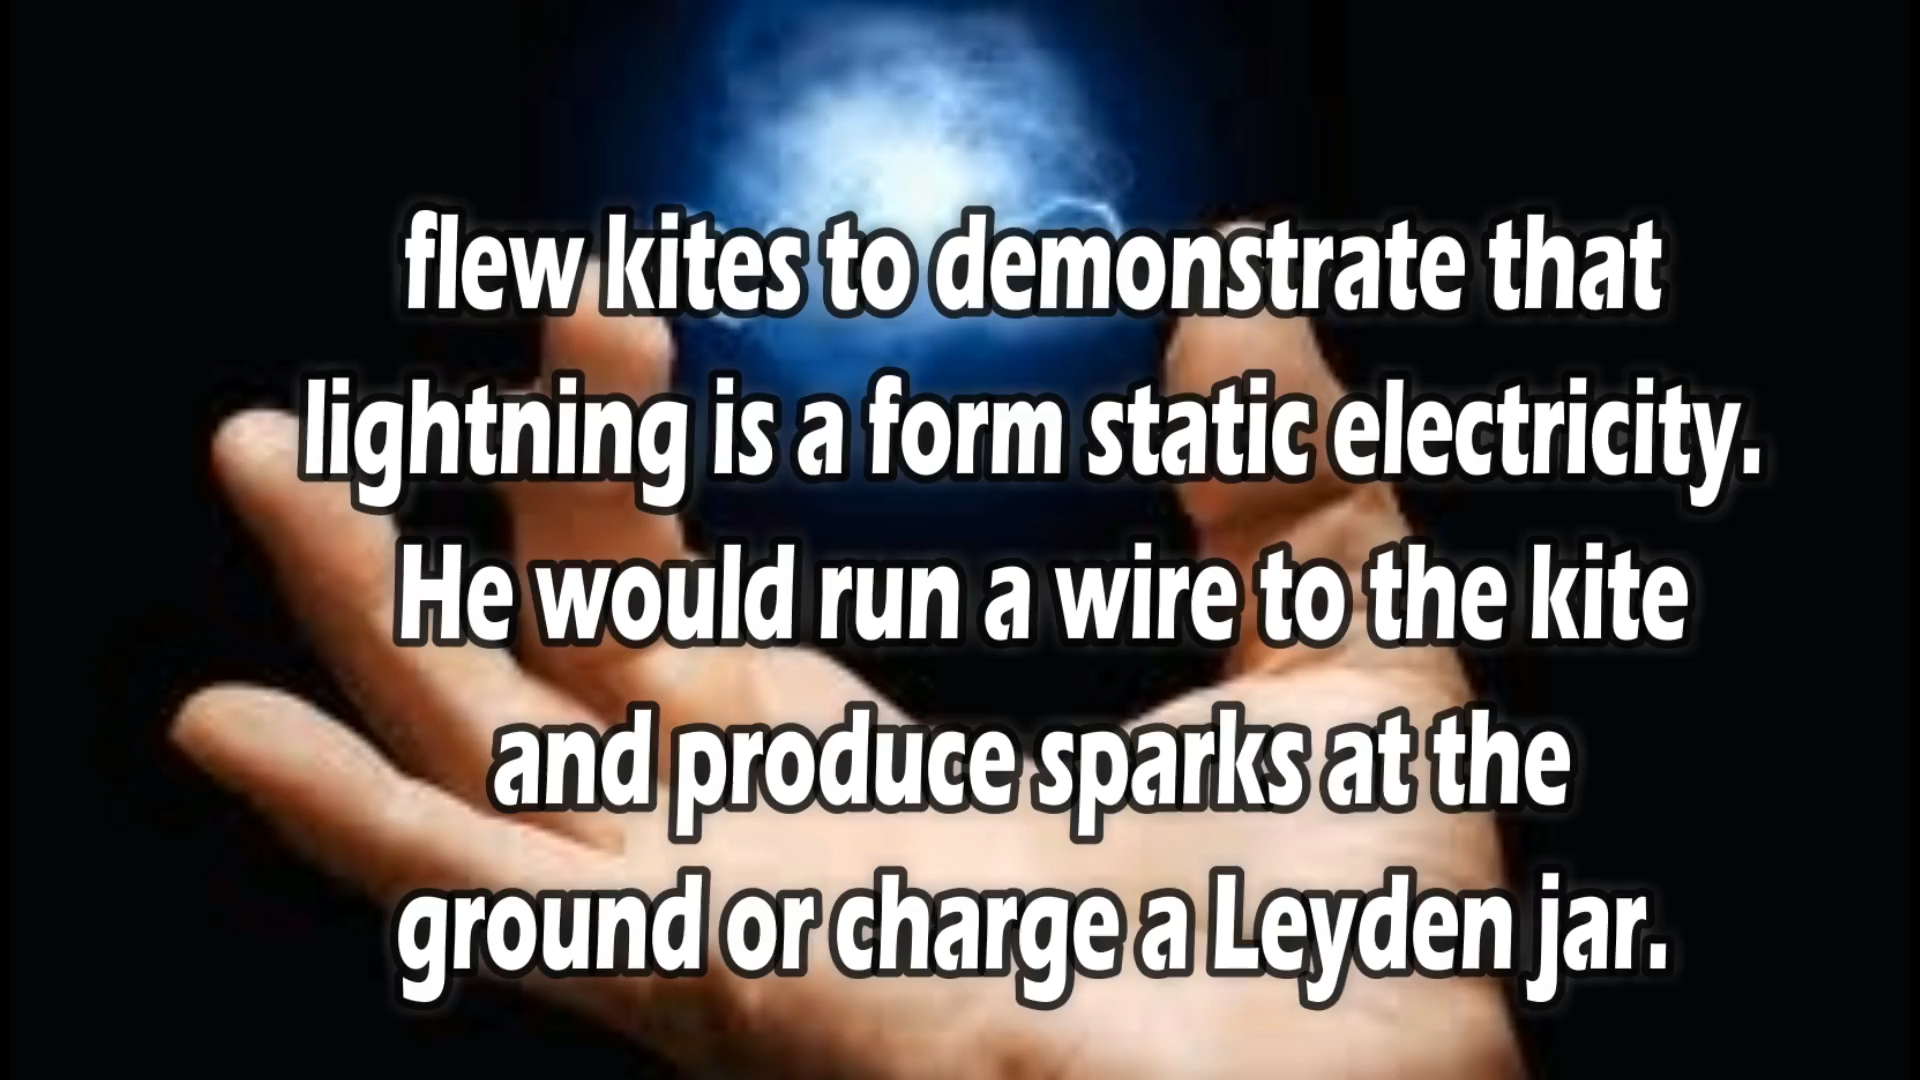 flew kites to demonstrate that
lightning is a form static electricity.
He would run a wire to the kite
and produce sparks at the
ground or charge a Leyden jar.